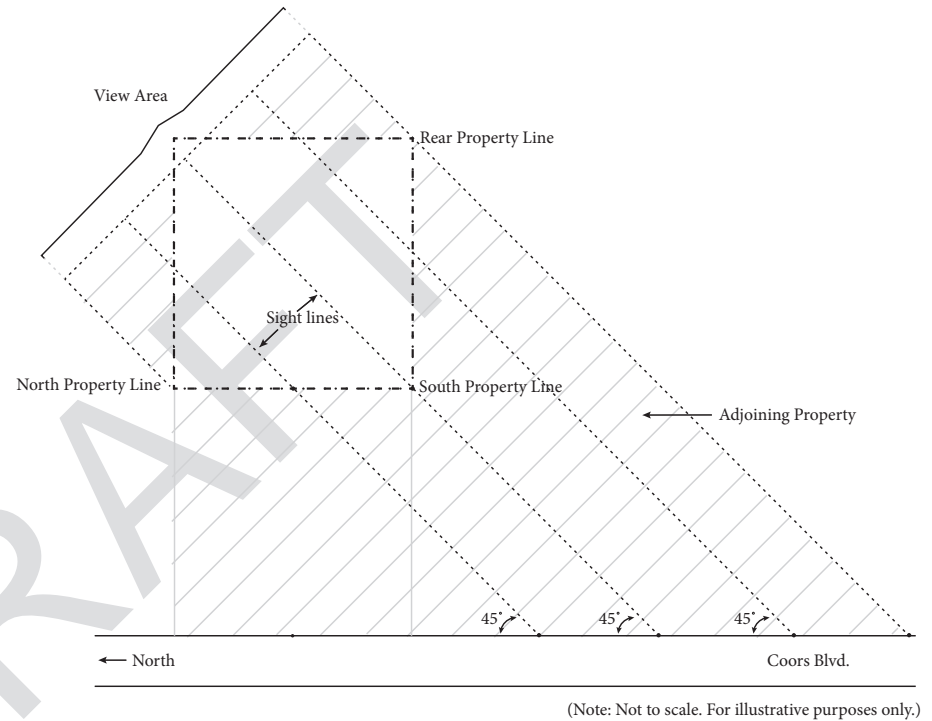 View Area
Rear Property Line
Sight lines
North Property Line
South Property Line
Adjoining Property
45°
45°
45°
North
Coors Blvd.
(Note: Not to scale. For illustrative purposes only.)
DRAFT